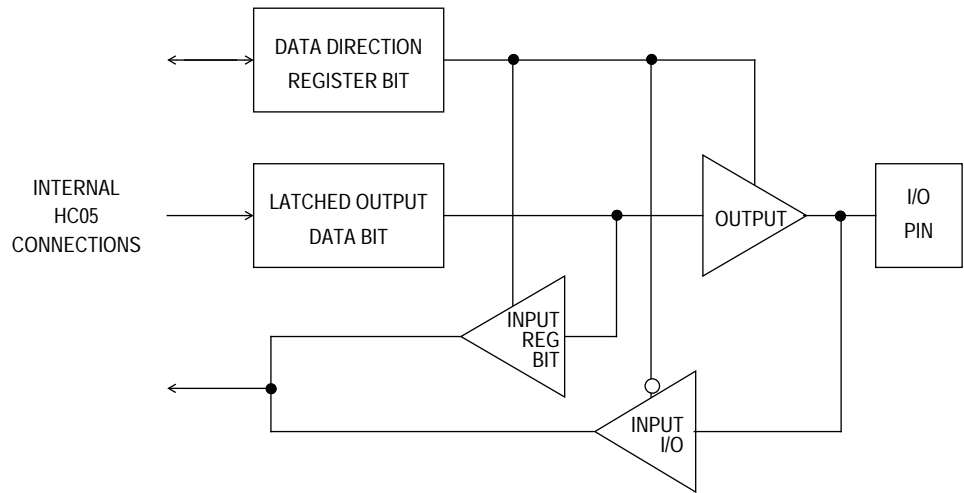 DATA DIRECTION
REGISTER BIT
INTERNAL
HC05
CONNECTIONS
LATCHED OUTPUT
DATA BIT
OUTPUT
I/O
PIN
INPUT
REG
BIT
INPUT
I/O